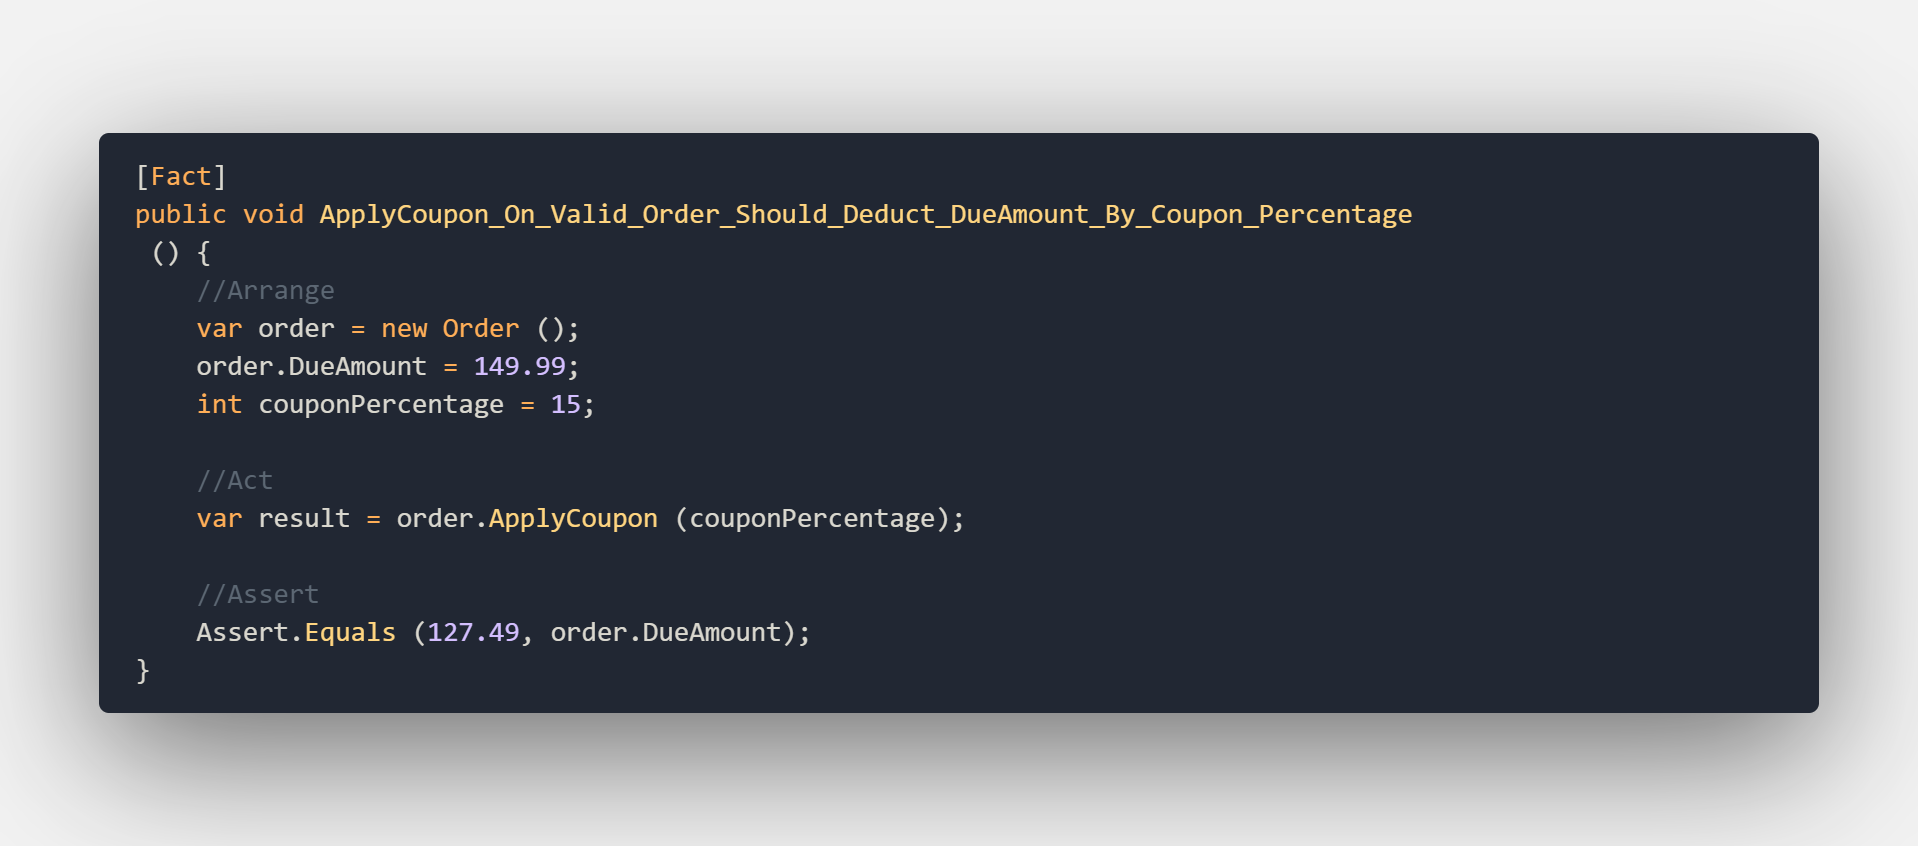 [Fact]
public void ApplyCoupon_On_Valid_Order_Should_Deduct_DueAmount_By_Coupon_Percentage
 () {
    //Arrange
    var order = new Order ();
    order.DueAmount = 149.99;
    int couponPercentage = 15;

    //Act
    var result = order.ApplyCoupon (couponPercentage);

    //Assert
    Assert.Equals (127.49, order.DueAmount);
}